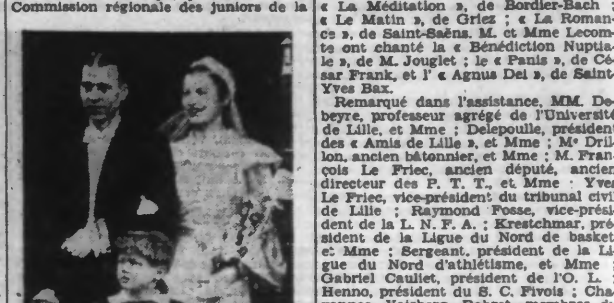 Commission régionale des juniors de la
« La Méditation », de Bordier-Bach ;
« Le Matin », de Griez ; « La Roman-
ce », de Saint-Saëns. M. et Mme Lecom-
te ont chanté la « Bénédiction Nuptia-
le », de M. Jouglet ; le « Panis », de Cé-
sar Frank, et l' « Agnus Dei », de Saint-
Yves Bax.
Remarqué dans l'assistance, MM. De-
beyre, professeur agrégé de l'Université
de Lille, et Mme ; Delepoulle, président
des « Amis de Lille », et Mme ; Me Dril-
lon, ancien bâtonnier, et Mme ; M. Fran-
çois Le Friec, ancien député, ancien
directeur des P. T. T., et Mme ; Yves
Le Friec, vice-président du tribunal civil
de Lille ; Raymond Fosse, vice-prési-
dent de la L. N. F. A. ; Krestchmar, pré-
sident de la Ligue du Nord de basket
et Mme ; Sergeant, président de la Li-
gue du Nord d'athlétisme, et Mme ;
Gabriel Caullet, président de l'O. L. ;
Henno, président du S. C. Fivois ; Cha-